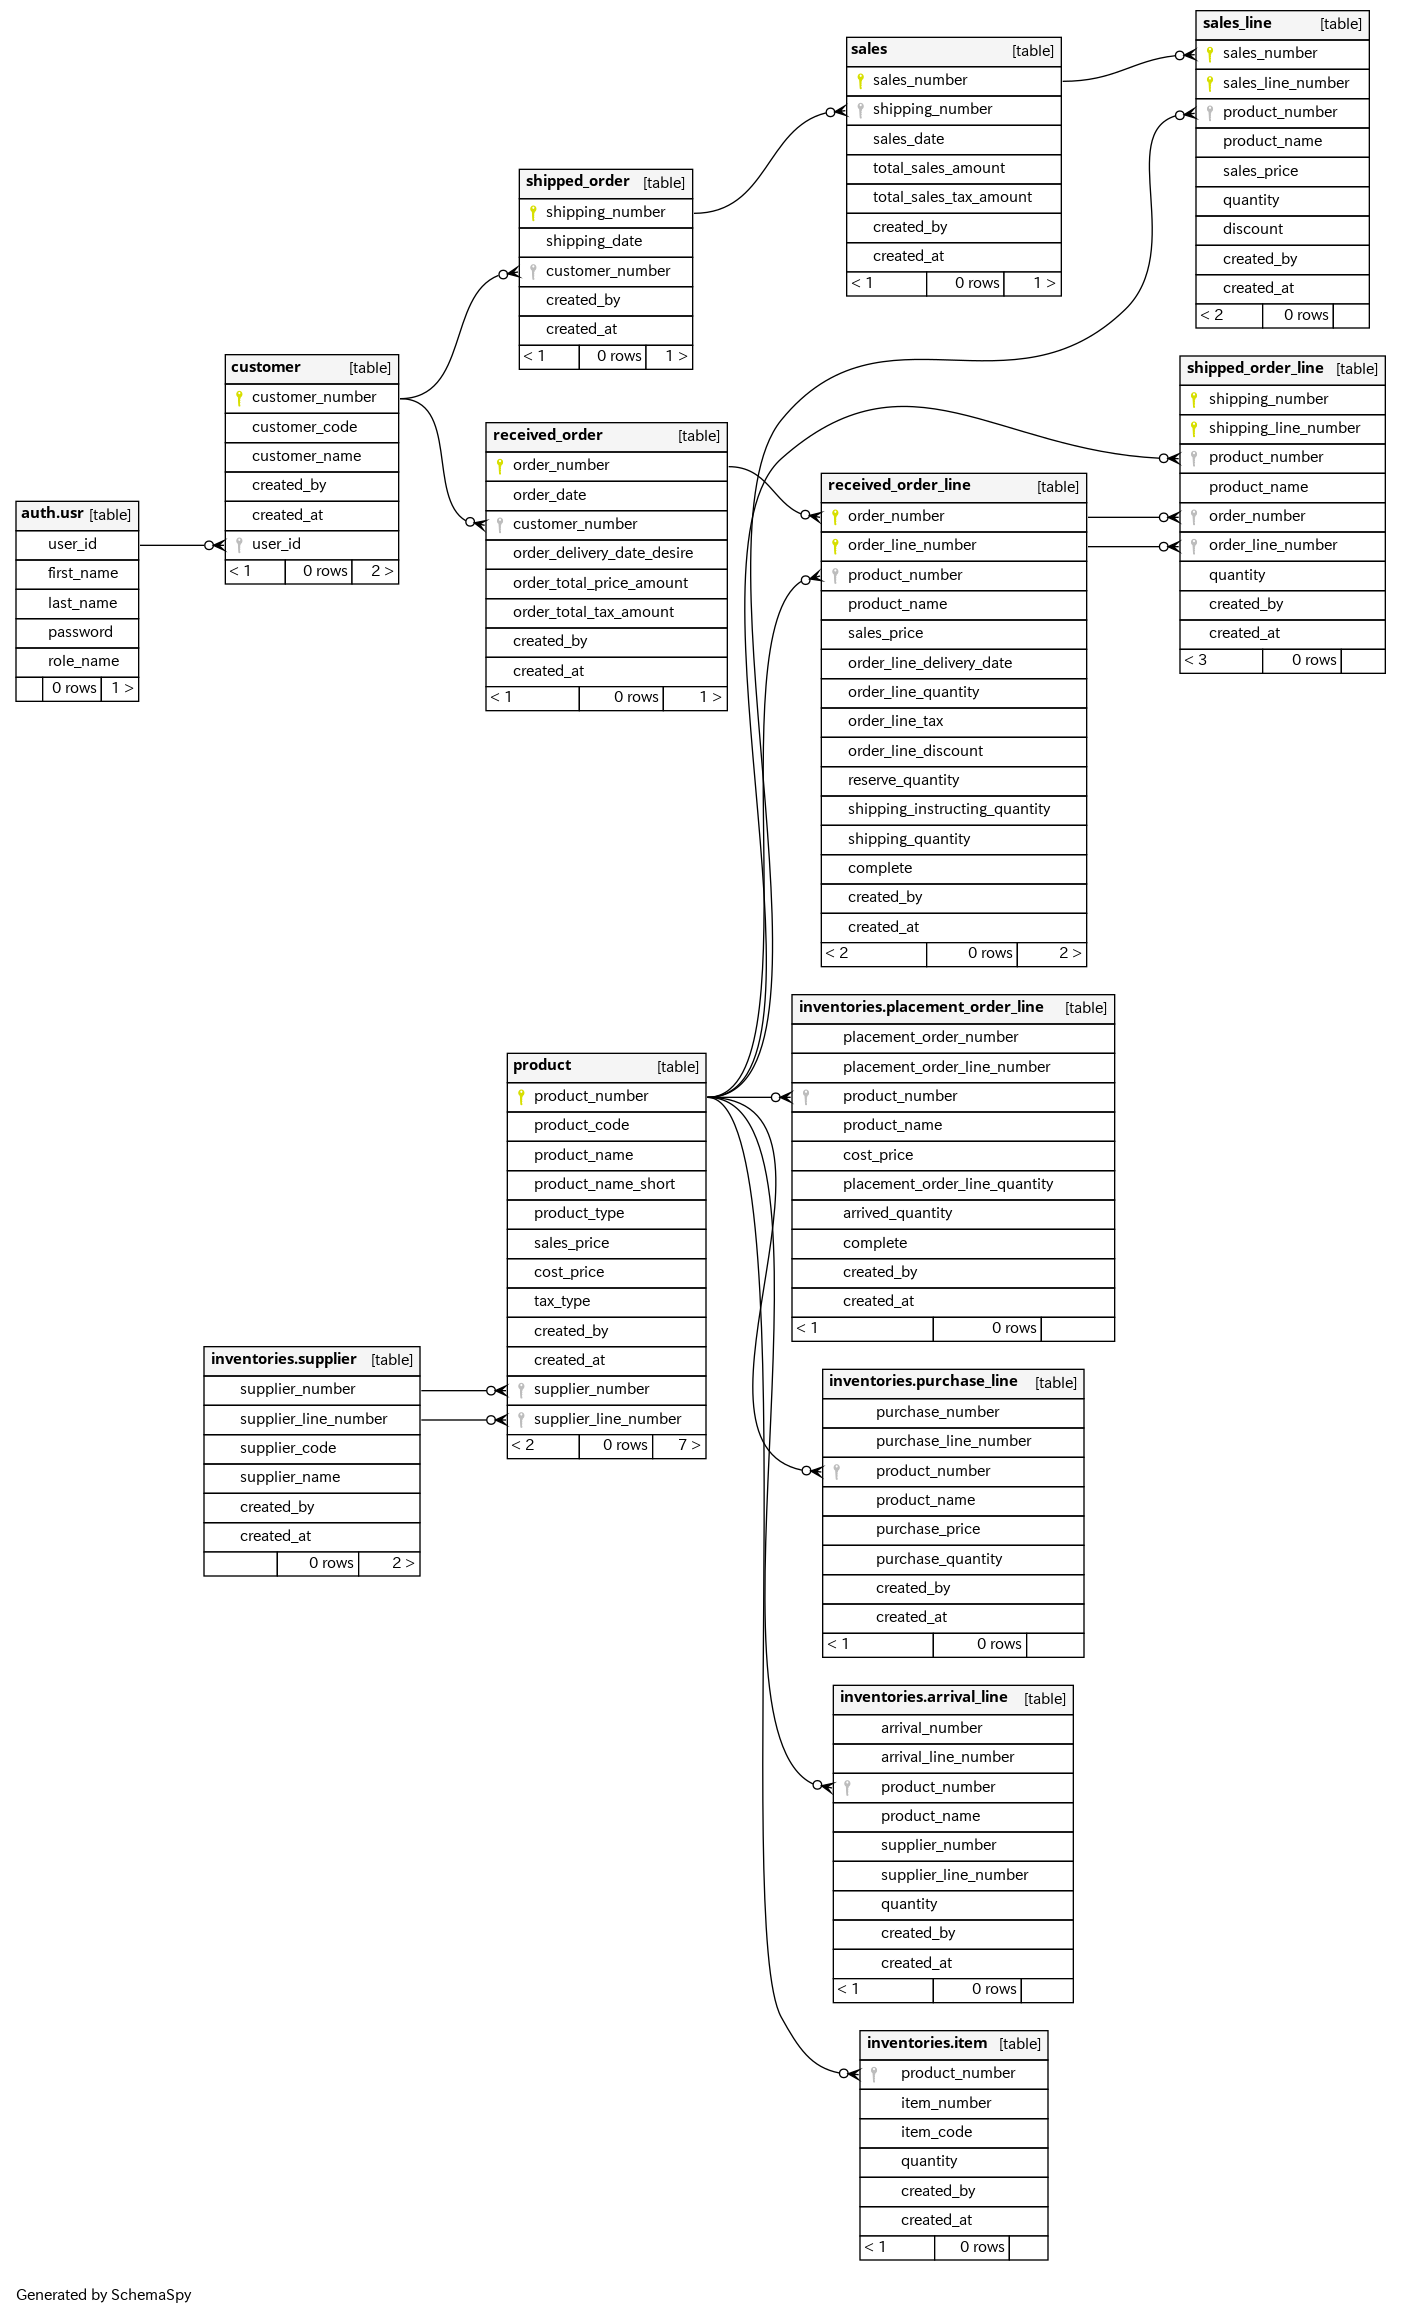 sales_line [table]
sales_number
sales_line_number
product_number
product_name
sales_price
quantity
discount
created_by
created_at
< 2 0 rows
sales [table]
sales_number
shipping_number
sales_date
total_sales_amount
total_sales_tax_amount
created_by
created_at
< 1 0 rows 1 >
shipped_order [table]
shipping_number
shipping_date
customer_number
created_by
created_at
< 1 0 rows 1 >
customer [table]
customer_number
customer_code
customer_name
created_by
created_at
user_id
< 1 0 rows 2 >
shipped_order_line [table]
shipping_number
shipping_line_number
product_number
product_name
order_number
order_line_number
quantity
created_by
created_at
< 3 0 rows
received_order [table]
order_number
order_date
customer_number
order_delivery_date_desire
order_total_price_amount
order_total_tax_amount
created_by
created_at
< 1 0 rows 1 >
received_order_line [table]
order_number
order_line_number
product_number
product_name
sales_price
order_line_delivery_date
order_line_quantity
order_line_tax
order_line_discount
reserve_quantity
shipping_instructing_quantity
shipping_quantity
complete
created_by
created_at
< 2 0 rows 2 >
auth.usr [table]
user_id
first_name
last_name
password
role_name
0 rows 1 >
inventories.placement_order_line [table]
placement_order_number
placement_order_line_number
product_number
product_name
cost_price
placement_order_line_quantity
arrived_quantity
complete
created_by
created_at
< 1 0 rows
product [table]
product_number
product_code
product_name
product_name_short
product_type
sales_price
cost_price
tax_type
created_by
created_at
supplier_number
supplier_line_number
< 2 0 rows 7 >
inventories.supplier [table]
supplier_number
supplier_line_number
supplier_code
supplier_name
created_by
created_at
0 rows 2 >
inventories.purchase_line [table]
purchase_number
purchase_line_number
product_number
product_name
purchase_price
purchase_quantity
created_by
created_at
< 1 0 rows
inventories.arrival_line [table]
arrival_number
arrival_line_number
product_number
product_name
supplier_number
supplier_line_number
quantity
created_by
created_at
< 1 0 rows
inventories.item [table]
product_number
item_number
item_code
quantity
created_by
created_at
< 1 0 rows
Generated by SchemaSpy